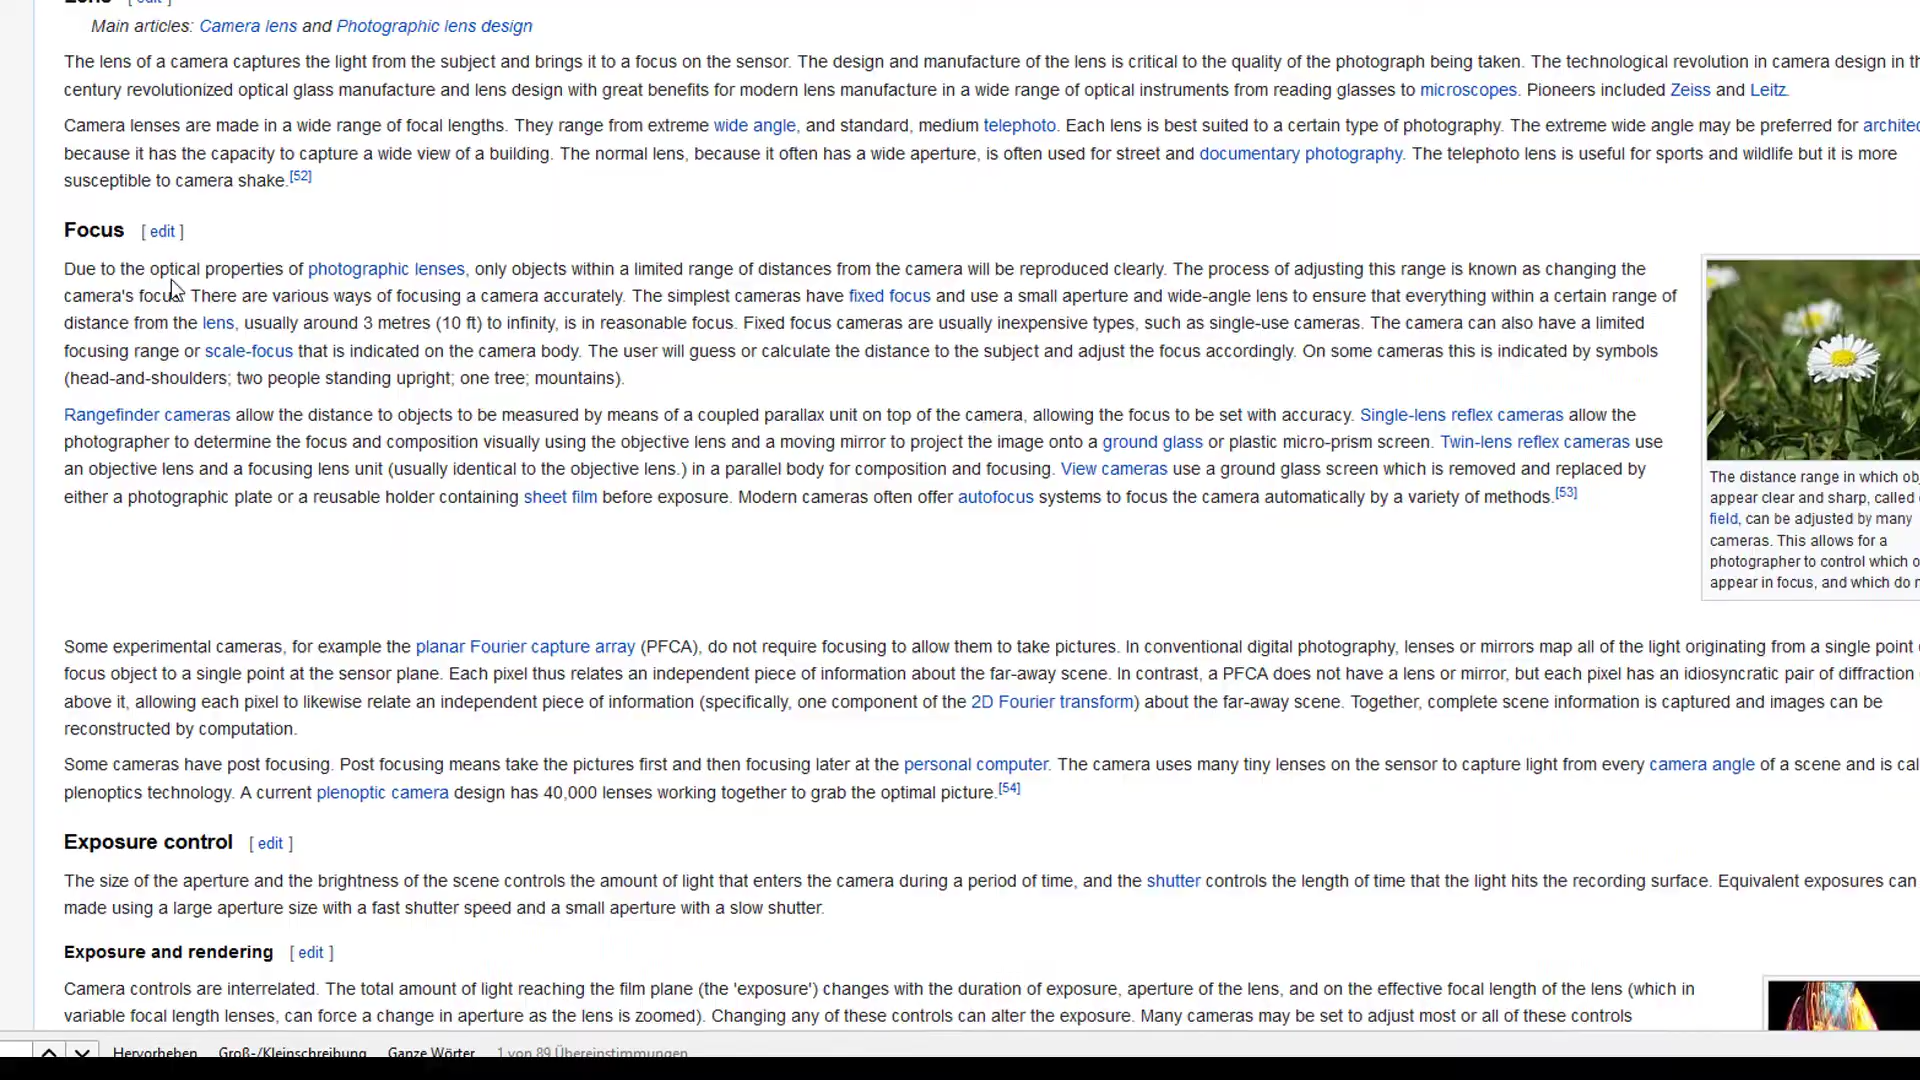 Lens [ edit ]
Main articles: Camera lens and Photographic lens design
The lens of a camera captures the light from the subject and brings it to a focus on the sensor. The design and manufacture of the lens is critical to the quality of the photograph being taken. The technological revolution in camera design in
century revolutionized optical glass manufacture and lens design with great benefits for modern lens manufacture in a wide range of optical instruments from reading glasses to microscopes. Pioneers included Zeiss and Leitz.
Camera lenses are made in a wide range of focal lengths. They range from extreme wide angle, and standard, medium telephoto. Each lens is best suited to a certain type of photography. The extreme wide angle may be preferred for
because it has the capacity to capture a wide view of a building. The normal lens, because it often has a wide aperture, is often used for street and documentary photography. The telephoto lens is useful for sports and wildlife but it is more
susceptible to camera shake.[52]
Focus [ edit ]
Due to the optical properties of photographic lenses, only objects within a limited range of distances from the camera will be reproduced clearly. The process of adjusting this range is known as changing the
camera's focus. There are various ways of focusing a camera accurately. The simplest cameras have fixed focus and use a small aperture and wide-angle lens to ensure that everything within a certain range of
distance from the lens, usually around 3 metres (10 ft) to infinity, is in reasonable focus. Fixed focus cameras are usually inexpensive types, such as single-use cameras. The camera can also have a limited
focusing range or scale-focus that is indicated on the camera body. The user will guess or calculate the distance to the subject and adjust the focus accordingly. On some cameras this is indicated by symbols
(head-and-shoulders; two people standing upright; one tree; mountains).
Rangefinder cameras allow the distance to objects to be measured by means of a coupled parallax unit on top of the camera, allowing the focus to be set with accuracy. Single-lens reflex cameras allow the
photographer to determine the focus and composition visually using the objective lens and a moving mirror to project the image onto a ground glass or plastic micro-prism screen. Twin-lens reflex cameras use
an objective lens and a focusing lens unit (usually identical to the objective lens.) in a parallel body for composition and focusing. View cameras use a ground glass screen which is removed and replaced by
either a photographic plate or a reusable holder containing sheet film before exposure. Modern cameras often offer autofocus systems to focus the camera automatically by a variety of methods.[53]
The distance range in which
appear clear and sharp, called
field, can be adjusted by many
cameras. This allows for a
photographer to control which
appear in focus, and which do
Some experimental cameras, for example the planar Fourier capture array (PFCA), do not require focusing to allow them to take pictures. In conventional digital photography, lenses or mirrors map all of the light originating from a single point
focus object to a single point at the sensor plane. Each pixel thus relates an independent piece of information about the far-away scene. In contrast, a PFCA does not have a lens or mirror, but each pixel has an idiosyncratic pair of diffraction
above it, allowing each pixel to likewise relate an independent piece of information (specifically, one component of the 2D Fourier transform) about the far-away scene. Together, complete scene information is captured and images can be
reconstructed by computation.
Some cameras have post focusing. Post focusing means take the pictures first and then focusing later at the personal computer. The camera uses many tiny lenses on the sensor to capture light from every camera angle of a scene and is
plenoptics technology. A current plenoptic camera design has 40,000 lenses working together to grab the optimal picture.[54]
Exposure control [ edit ]
The size of the aperture and the brightness of the scene controls the amount of light that enters the camera during a period of time, and the shutter controls the length of time that the light hits the recording surface. Equivalent exposures can
made using a large aperture size with a fast shutter speed and a small aperture with a slow shutter.
Exposure and rendering [ edit ]
Camera controls are interrelated. The total amount of light reaching the film plane (the 'exposure') changes with the duration of exposure, aperture of the lens, and on the effective focal length of the lens (which in
variable focal length lenses, can force a change in aperture as the lens is zoomed). Changing any of these controls can alter the exposure. Many cameras may be set to adjust most or all of these controls
Hervorheben Groß-/Kleinschreibung Ganze Wörter 1 von 89 Übereinstimmungen